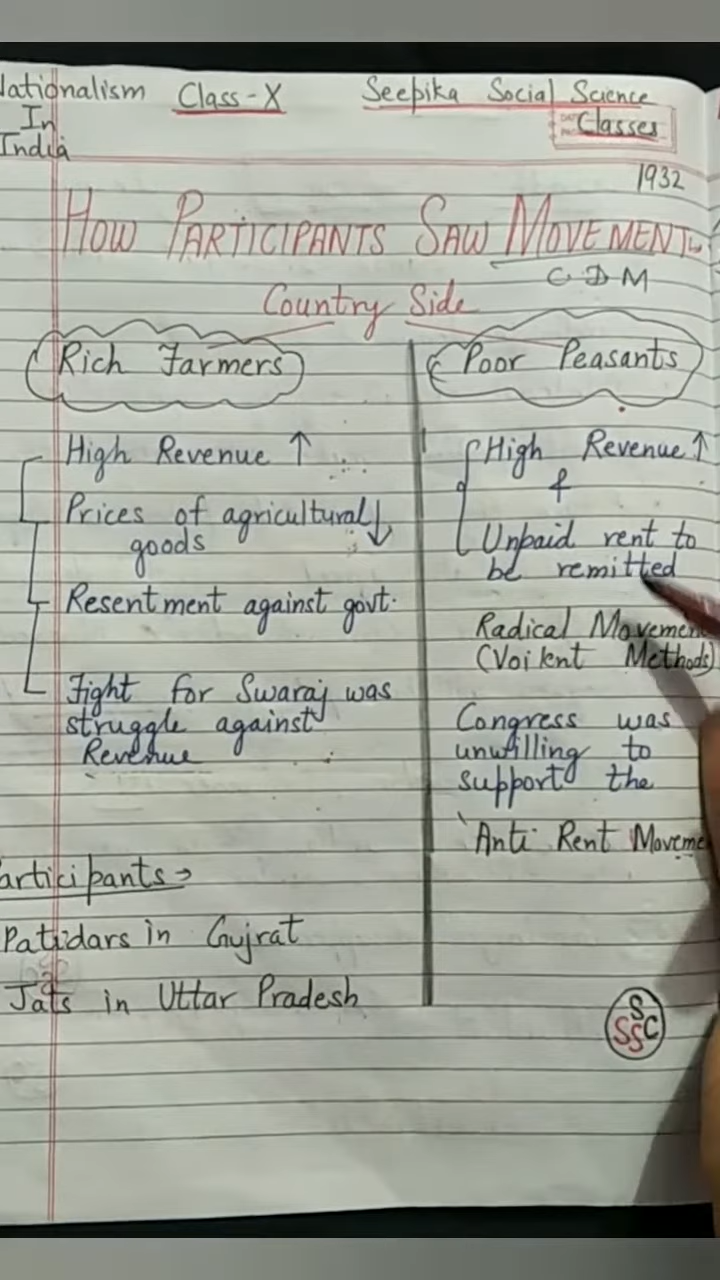 Nationalism
In
India
Class-X
Seepika Social Science
Classes
1932
How Participants Saw Movement
C D M
Country Side
Rich Farmers
High Revenue ↑
Prices of agricultural ↓
goods
Resentment against govt.
Fight for Swaraj was
struggle against
Revenue
Participants →
Patidars in Gujrat
Jats in Uttar Pradesh
Poor Peasants
High Revenue ↑
&
Unpaid rent to
be remitted
Radical Movemen
(Voilent Methods)
Congress was
unwilling to
support the
'Anti Rent Moveme
SSSC